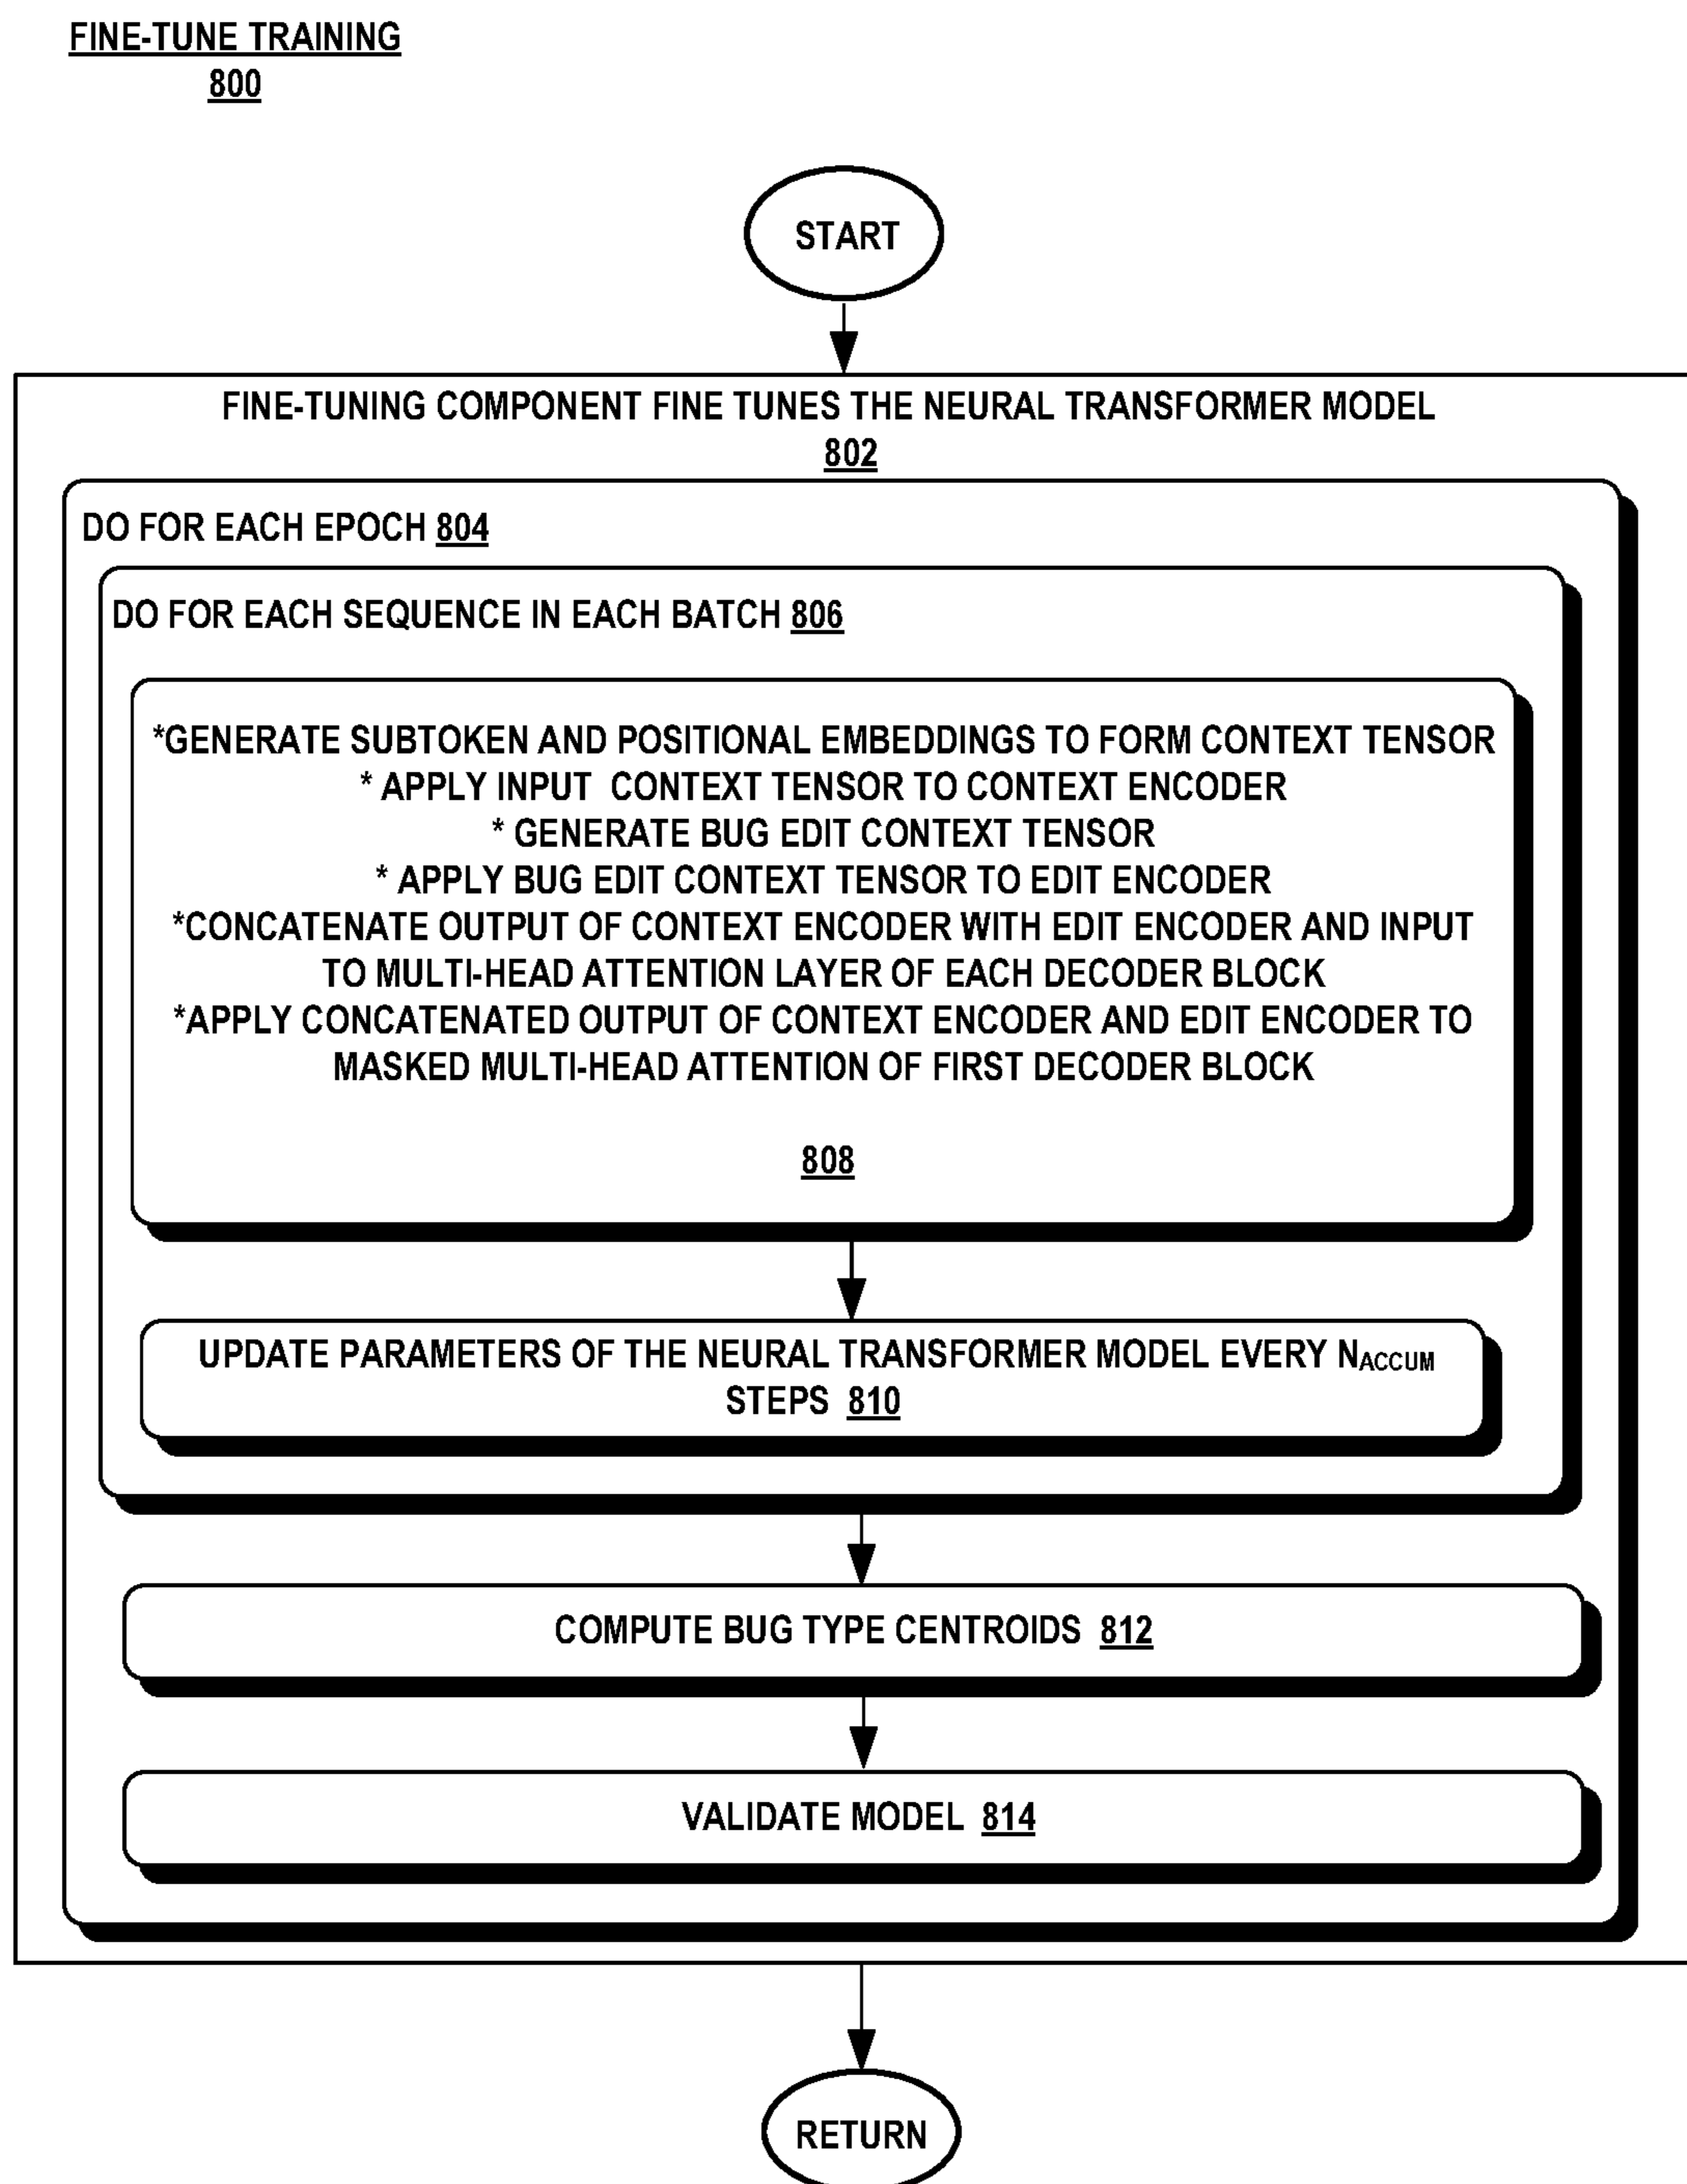 FINE-TUNE TRAINING
800
START
FINE-TUNING COMPONENT FINE TUNES THE NEURAL TRANSFORMER MODEL
802
DO FOR EACH EPOCH 804
DO FOR EACH SEQUENCE IN EACH BATCH 806
*GENERATE SUBTOKEN AND POSITIONAL EMBEDDINGS TO FORM CONTEXT TENSOR
* APPLY INPUT CONTEXT TENSOR TO CONTEXT ENCODER
* GENERATE BUG EDIT CONTEXT TENSOR
* APPLY BUG EDIT CONTEXT TENSOR TO EDIT ENCODER
*CONCATENATE OUTPUT OF CONTEXT ENCODER WITH EDIT ENCODER AND INPUT
TO MULTI-HEAD ATTENTION LAYER OF EACH DECODER BLOCK
*APPLY CONCATENATED OUTPUT OF CONTEXT ENCODER AND EDIT ENCODER TO
MASKED MULTI-HEAD ATTENTION OF FIRST DECODER BLOCK
808
UPDATE PARAMETERS OF THE NEURAL TRANSFORMER MODEL EVERY NACCUM
STEPS 810
COMPUTE BUG TYPE CENTROIDS 812
VALIDATE MODEL 814
RETURN